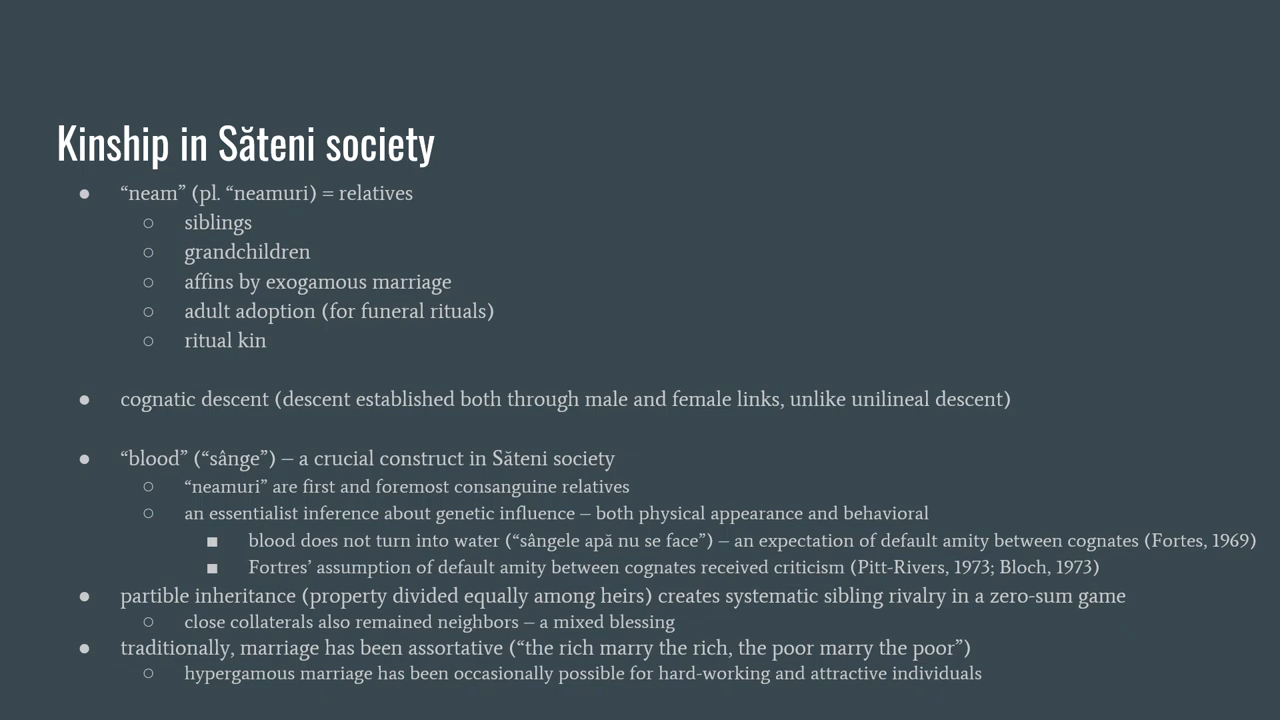 Kinship in Săteni society
● “neam” (pl. “neamuri) = relatives
○ siblings
○ grandchildren
○ affins by exogamous marriage
○ adult adoption (for funeral rituals)
○ ritual kin
● cognatic descent (descent established both through male and female links, unlike unilineal descent)
● “blood” (“sânge”) – a crucial construct in Săteni society
○ “neamuri” are first and foremost consanguine relatives
○ an essentialist inference about genetic influence – both physical appearance and behavioral
■ blood does not turn into water (“sângele apă nu se face”) – an expectation of default amity between cognates (Fortes, 1969)
■ Fortres’ assumption of default amity between cognates received criticism (Pitt-Rivers, 1973; Bloch, 1973)
● partible inheritance (property divided equally among heirs) creates systematic sibling rivalry in a zero-sum game
○ close collaterals also remained neighbors – a mixed blessing
● traditionally, marriage has been assortative (“the rich marry the rich, the poor marry the poor”)
○ hypergamous marriage has been occasionally possible for hard-working and attractive individuals